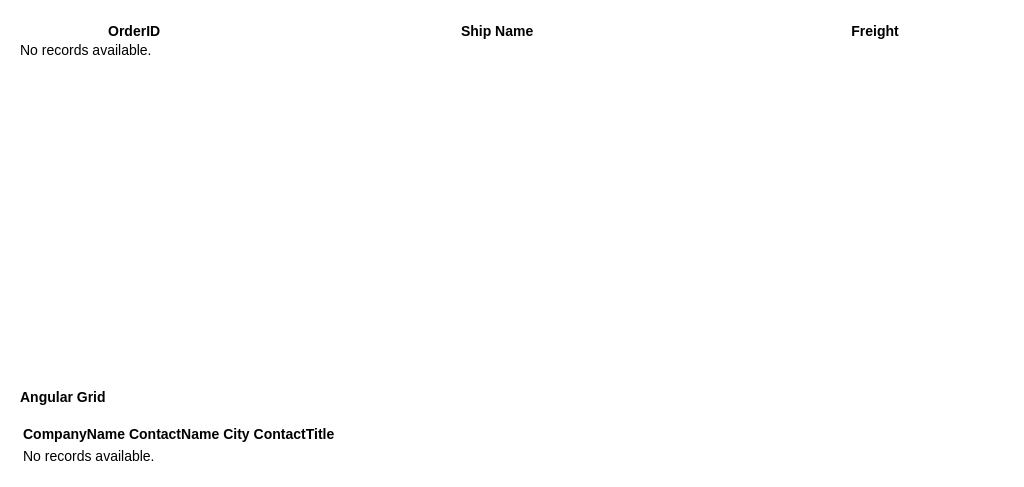 OrderID Ship Name Freight
No records available.
Angular Grid
CompanyName ContactName City ContactTitle
No records available.